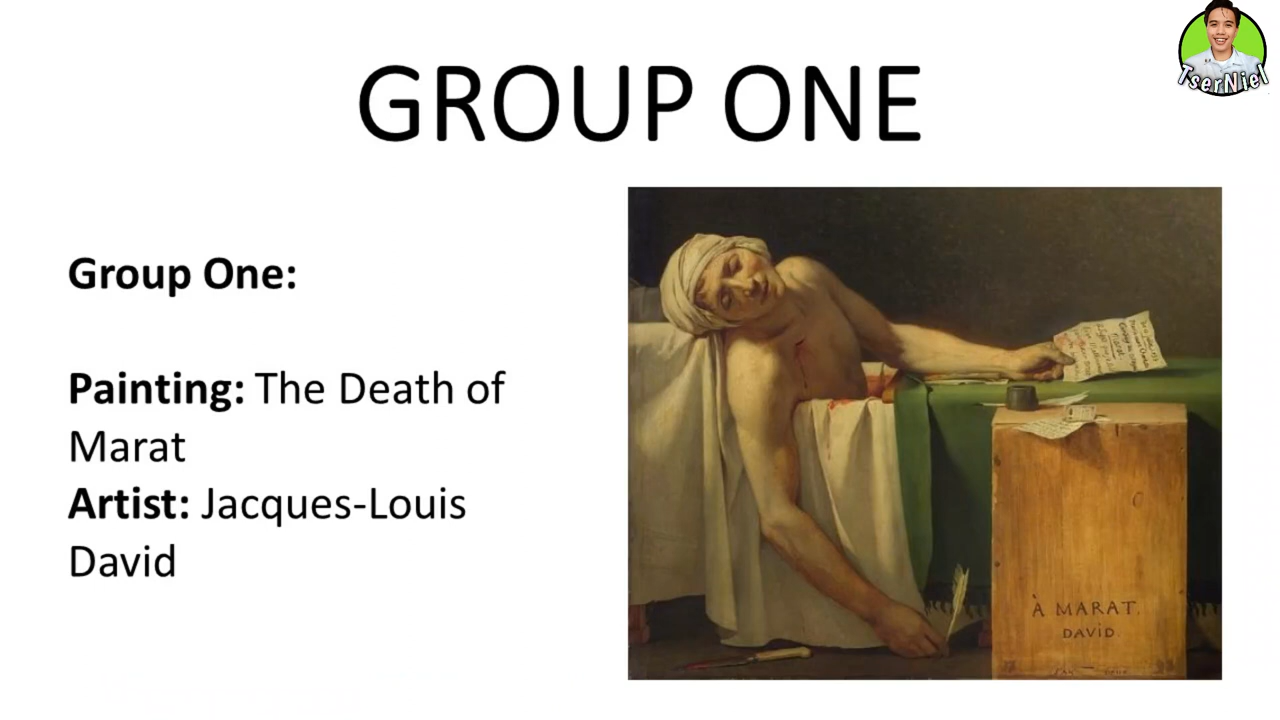 TserNiel
GROUP ONE
Group One:
Painting: The Death of
Marat
Artist: Jacques-Louis
David
À MARAT.
DAVID.